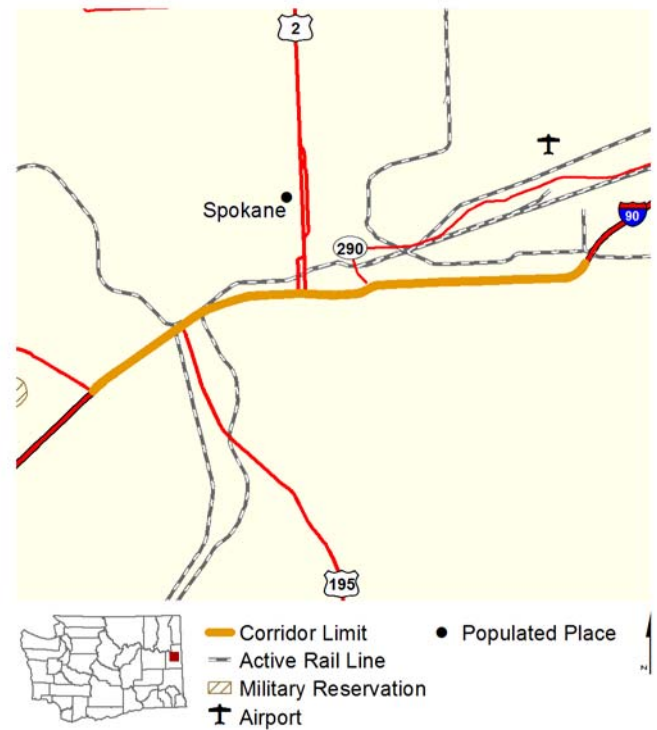 2
Spokane
290
90
195
Corridor Limit
Active Rail Line
Military Reservation
Airport
Populated Place
N